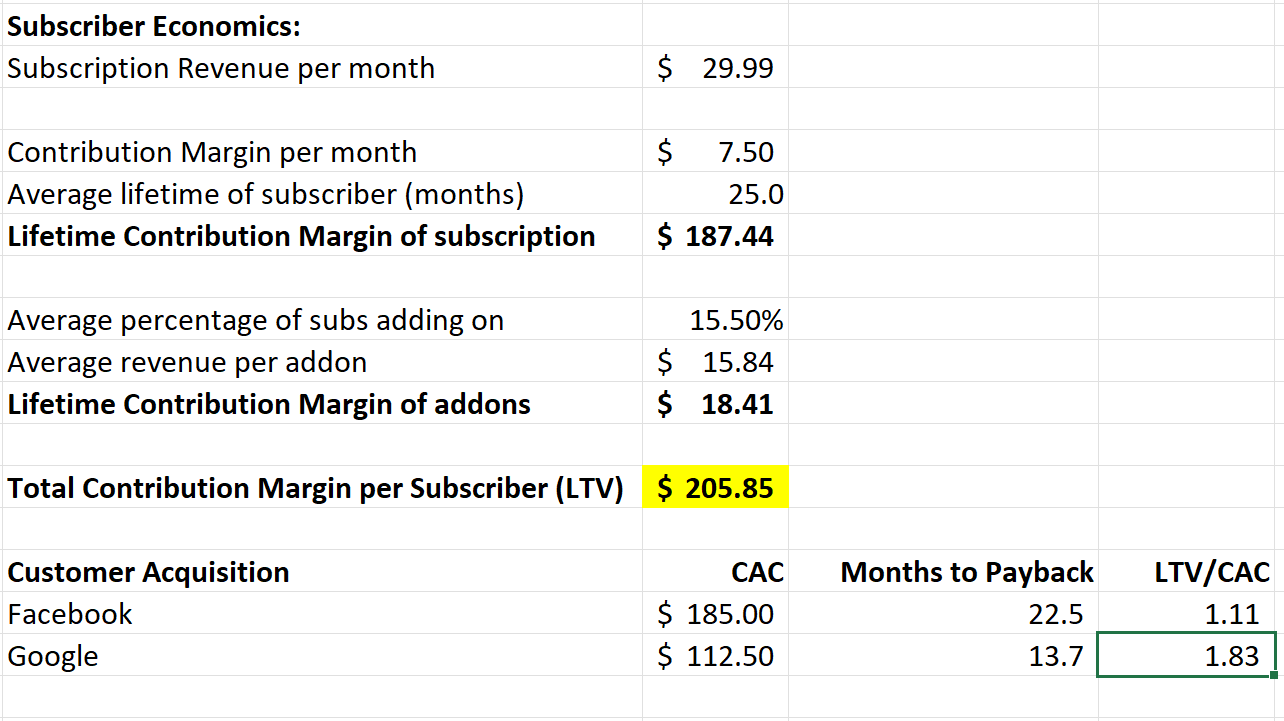 Subscriber Economics:
Subscription Revenue per month $ 29.99
Contribution Margin per month $ 7.50
Average lifetime of subscriber (months) 25.0
Lifetime Contribution Margin of subscription $ 187.44
Average percentage of subs adding on 15.50%
Average revenue per addon $ 15.84
Lifetime Contribution Margin of addons $ 18.41
Total Contribution Margin per Subscriber (LTV) $ 205.85
Customer Acquisition CAC Months to Payback LTV/CAC
Facebook $ 185.00 22.5 1.11
Google $ 112.50 13.7 1.83